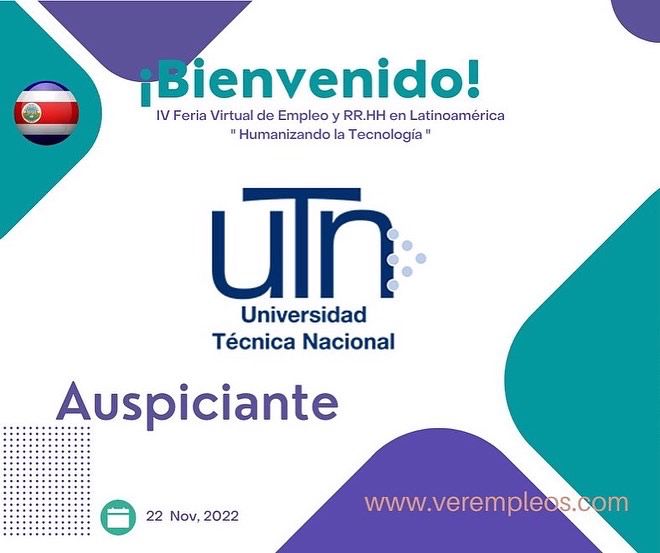 ¡Bienvenido!
IV Feria Virtual de Empleo y RR.HH en Latinoamérica
" Humanizando la Tecnología "
uTn
Universidad
Técnica Nacional
Auspiciante
22 Nov, 2022
www.verempleos.com